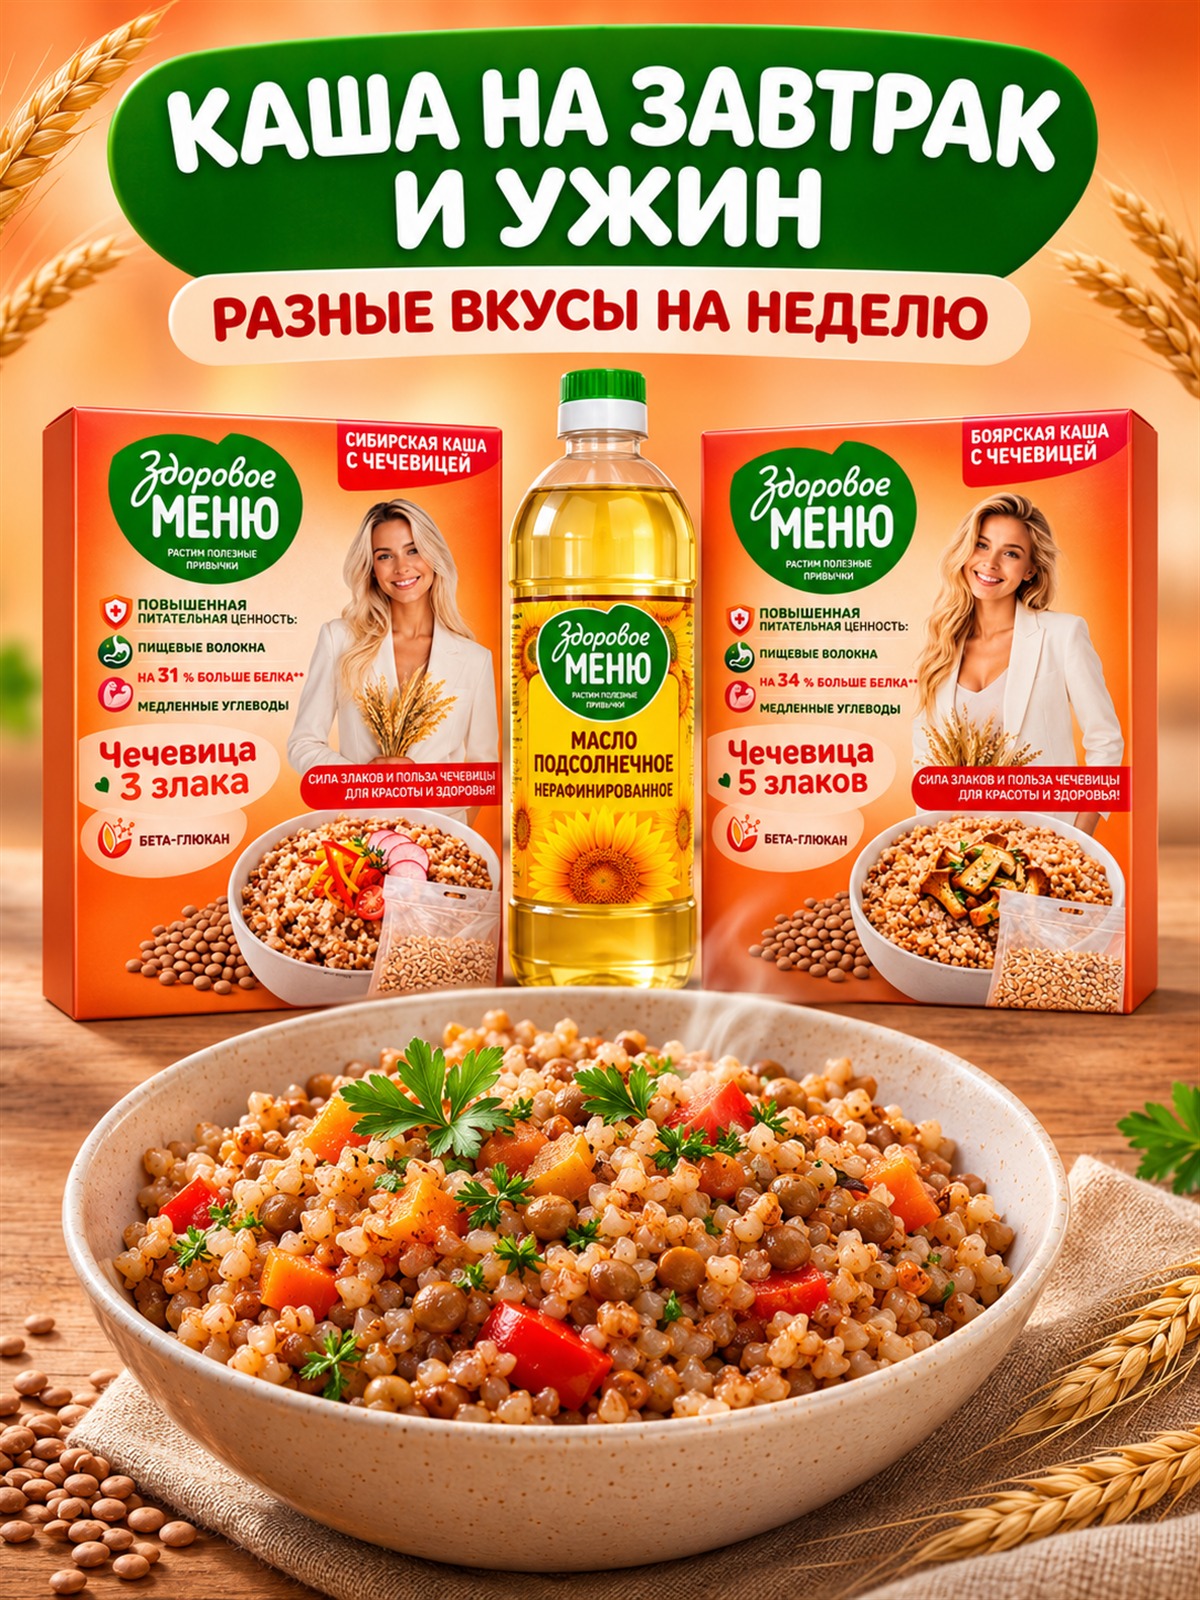 КАША НА ЗАВТРАК
И УЖИН
РАЗНЫЕ ВКУСЫ НА НЕДЕЛЮ
Здоровое
МЕНЮ
РАСТИМ ПОЛЕЗНЫЕ
ПРИВЫЧКИ
СИБИРСКАЯ КАША
С ЧЕЧЕВИЦЕЙ
ПОВЫШЕННАЯ
ПИТАТЕЛЬНАЯ ЦЕННОСТЬ:
ПИЩЕВЫЕ ВОЛОКНА
НА 31 % БОЛЬШЕ БЕЛКА**
МЕДЛЕННЫЕ УГЛЕВОДЫ
Чечевица
3 злака
СИЛА ЗЛАКОВ И ПОЛЬЗА ЧЕЧЕВИЦЫ
ДЛЯ КРАСОТЫ И ЗДОРОВЬЯ!
БЕТА-ГЛЮКАН
Здоровое
МЕНЮ
РАСТИМ ПОЛЕЗНЫЕ
ПРИВЫЧКИ
МАСЛО
ПОДСОЛНЕЧНОЕ
НЕРАФИНИРОВАННОЕ
Здоровое
МЕНЮ
РАСТИМ ПОЛЕЗНЫЕ
ПРИВЫЧКИ
БОЯРСКАЯ КАША
С ЧЕЧЕВИЦЕЙ
ПОВЫШЕННАЯ
ПИТАТЕЛЬНАЯ ЦЕННОСТЬ:
ПИЩЕВЫЕ ВОЛОКНА
НА 34 % БОЛЬШЕ БЕЛКА**
МЕДЛЕННЫЕ УГЛЕВОДЫ
Чечевица
5 злаков
СИЛА ЗЛАКОВ И ПОЛЬЗА ЧЕЧЕВИЦЫ
ДЛЯ КРАСОТЫ И ЗДОРОВЬЯ!
БЕТА-ГЛЮКАН